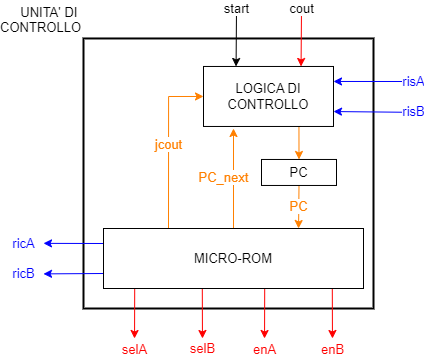 UNITA' DI
CONTROLLO
start
cout
LOGICA DI
CONTROLLO
risA
risB
jcout
PC_next
PC
PC
ricA
ricB
MICRO-ROM
selA
selB
enA
enB